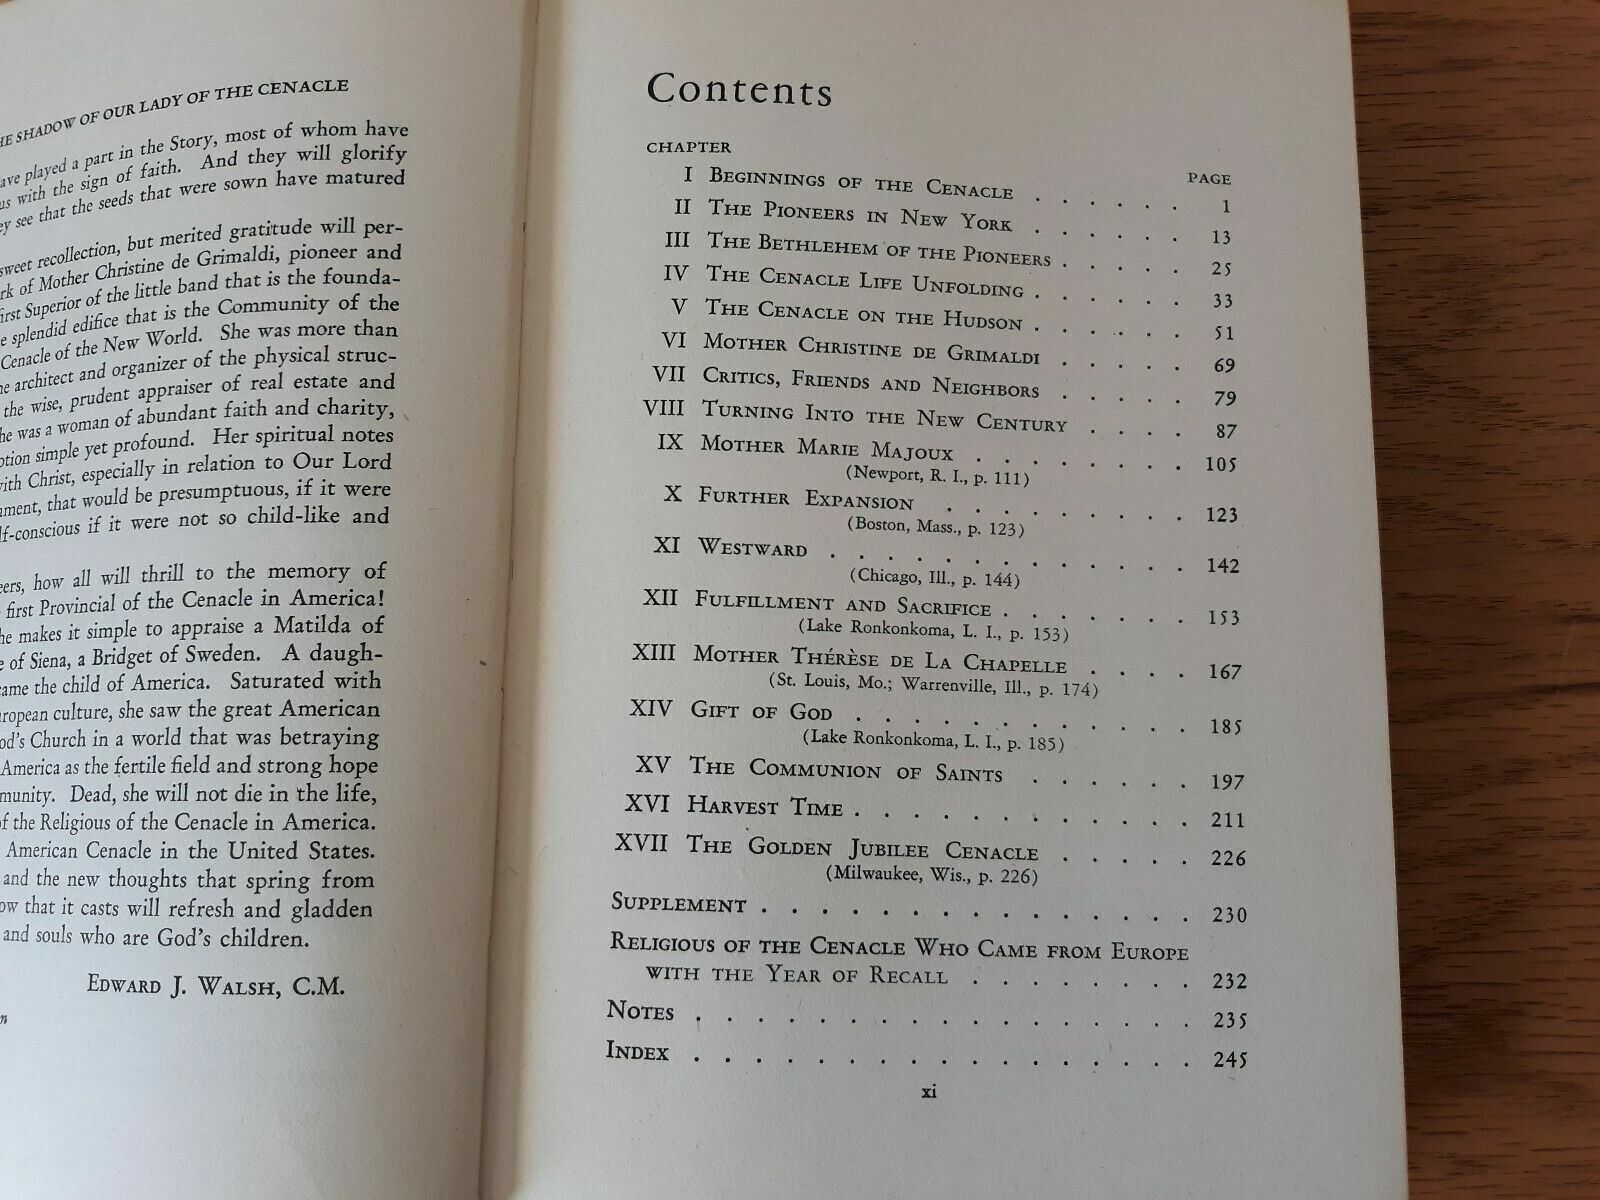 SHADOW OF OUR LADY OF THE CENACLE
played a part in the Story, most of whom have
us with the sign of faith. And they will glorify
see that the seeds that were sown have matured
sweet recollection, but merited gratitude will per-
of Mother Christine de Grimaldi, pioneer and
first Superior of the little band that is the founda-
splendid edifice that is the Community of the
Cenacle of the New World. She was more than
architect and organizer of the physical struc-
the wise, prudent appraiser of real estate and
he was a woman of abundant faith and charity,
otion simple yet profound. Her spiritual notes
with Christ, especially in relation to Our Lord
ament, that would be presumptuous, if it were
lf-conscious if it were not so child-like and
eers, how all will thrill to the memory of
first Provincial of the Cenacle in America!
he makes it simple to appraise a Matilda of
e of Siena, a Bridget of Sweden. A daugh-
came the child of America. Saturated with
uropean culture, she saw the great American
od's Church in a world that was betraying
America as the fertile field and strong hope
munity. Dead, she will not die in the life,
of the Religious of the Cenacle in America.
American Cenacle in the United States.
and the new thoughts that spring from
ow that it casts will refresh and gladden
and souls who are God's children.
EDWARD J. WALSH, C.M.
n
Contents
CHAPTER PAGE
I BEGINNINGS OF THE CENACLE . . . . . . 1
II THE PIONEERS IN NEW YORK . . . . . . 13
III THE BETHLEHEM OF THE PIONEERS . . . . . 25
IV THE CENACLE LIFE UNFOLDING . . . . . . 33
V THE CENACLE ON THE HUDSON . . . . . . 51
VI MOTHER CHRISTINE DE GRIMALDI . . . . . 69
VII CRITICS, FRIENDS AND NEIGHBORS . . . . . 79
VIII TURNING INTO THE NEW CENTURY . . . . 87
IX MOTHER MARIE MAJOUX . . . . . . . . 105
(Newport, R. I., p. 111)
X FURTHER EXPANSION . . . . . . . . . 123
(Boston, Mass., p. 123)
XI WESTWARD . . . . . . . . . . . . . 142
(Chicago, Ill., p. 144)
XII FULFILLMENT AND SACRIFICE . . . . . . . 153
(Lake Ronkonkoma, L. I., p. 153)
XIII MOTHER THÉRÈSE DE LA CHAPELLE . . . . 167
(St. Louis, Mo.; Warrenville, Ill., p. 174)
XIV GIFT OF GOD . . . . . . . . . . . . 185
(Lake Ronkonkoma, L. I., p. 185)
XV THE COMMUNION OF SAINTS . . . . . . 197
XVI HARVEST TIME . . . . . . . . . . . . 211
XVII THE GOLDEN JUBILEE CENACLE . . . . . 226
(Milwaukee, Wis., p. 226)
SUPPLEMENT . . . . . . . . . . . . . . . 230
RELIGIOUS OF THE CENACLE WHO CAME FROM EUROPE
WITH THE YEAR OF RECALL . . . . . . . . 232
NOTES . . . . . . . . . . . . . . . . . 235
INDEX . . . . . . . . . . . . . . . . . 245
xi